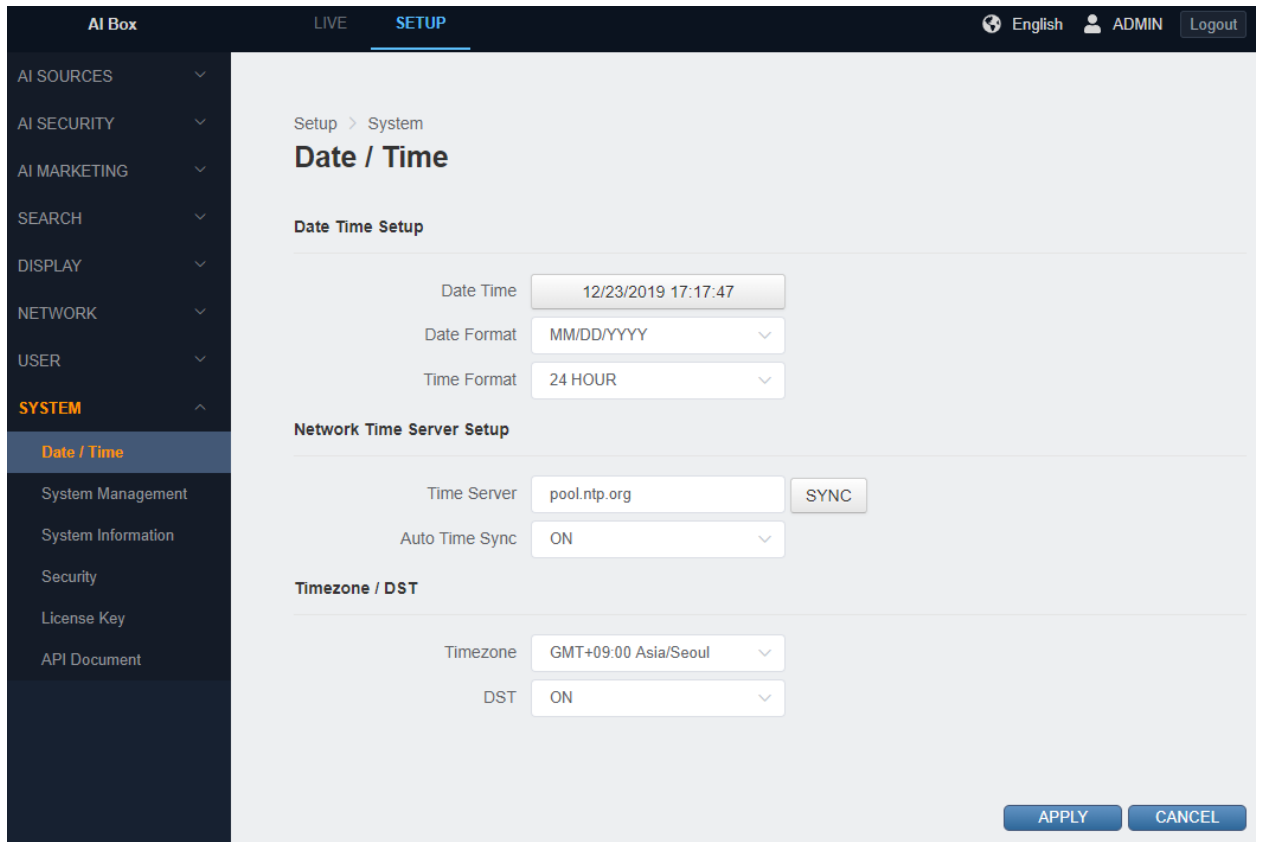 AI Box
LIVE
SETUP
English
ADMIN
Logout
AI SOURCES
AI SECURITY
AI MARKETING
SEARCH
DISPLAY
NETWORK
USER
SYSTEM
Date / Time
System Management
System Information
Security
License Key
API Document
Setup > System
Date / Time
Date Time Setup
Date Time 12/23/2019 17:17:47
Date Format MM/DD/YYYY
Time Format 24 HOUR
Network Time Server Setup
Time Server pool.ntp.org SYNC
Auto Time Sync ON
Timezone / DST
Timezone GMT+09:00 Asia/Seoul
DST ON
APPLY CANCEL